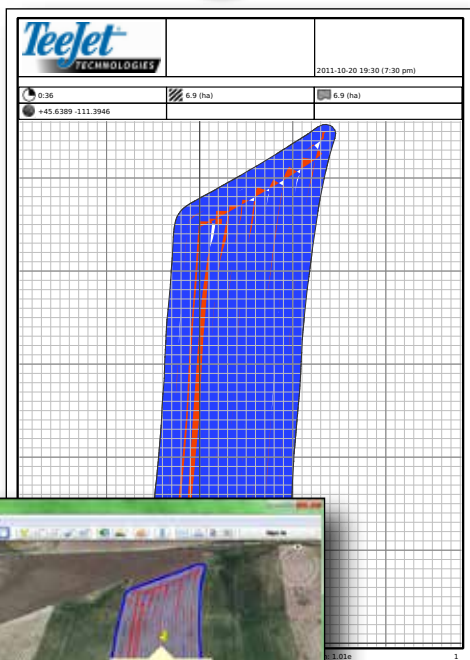 TeeJet
TECHNOLOGIES
2011-10-20 19:30 (7:30 pm)
0:36
6.9 (ha)
6.9 (ha)
+45.6389 -111.3946
1.01e
1